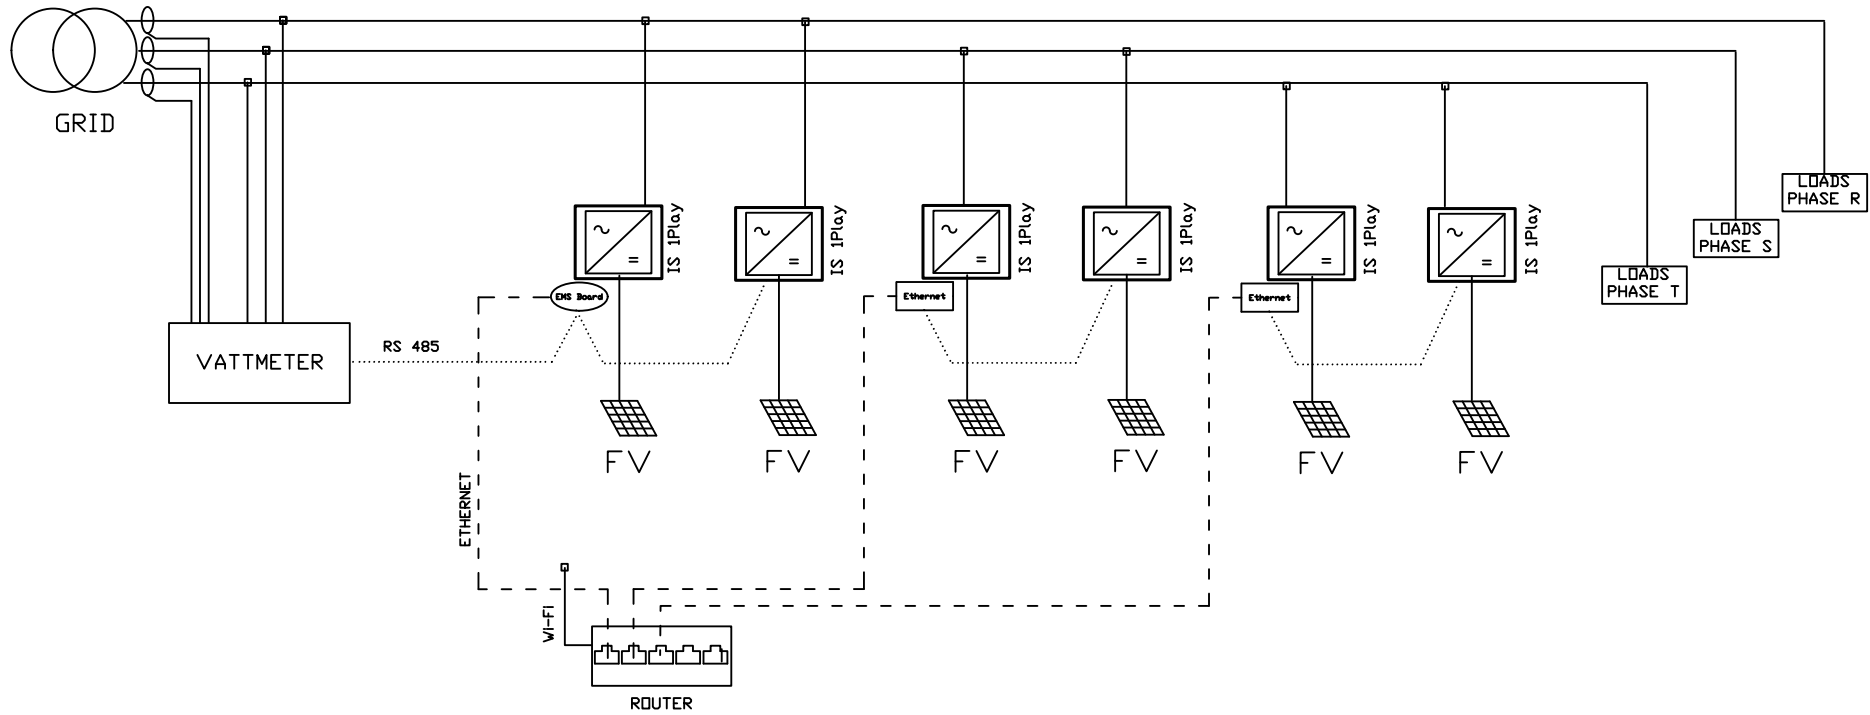 GRID
LOADS
PHASE R
LOADS
PHASE S
LOADS
PHASE T
IS 1Play
IS 1Play
IS 1Play
IS 1Play
IS 1Play
IS 1Play
EMS Board
Ethernet
Ethernet
VATTMETER
RS 485
FV
FV
FV
FV
FV
FV
ETHERNET
WI-FI
ROUTER